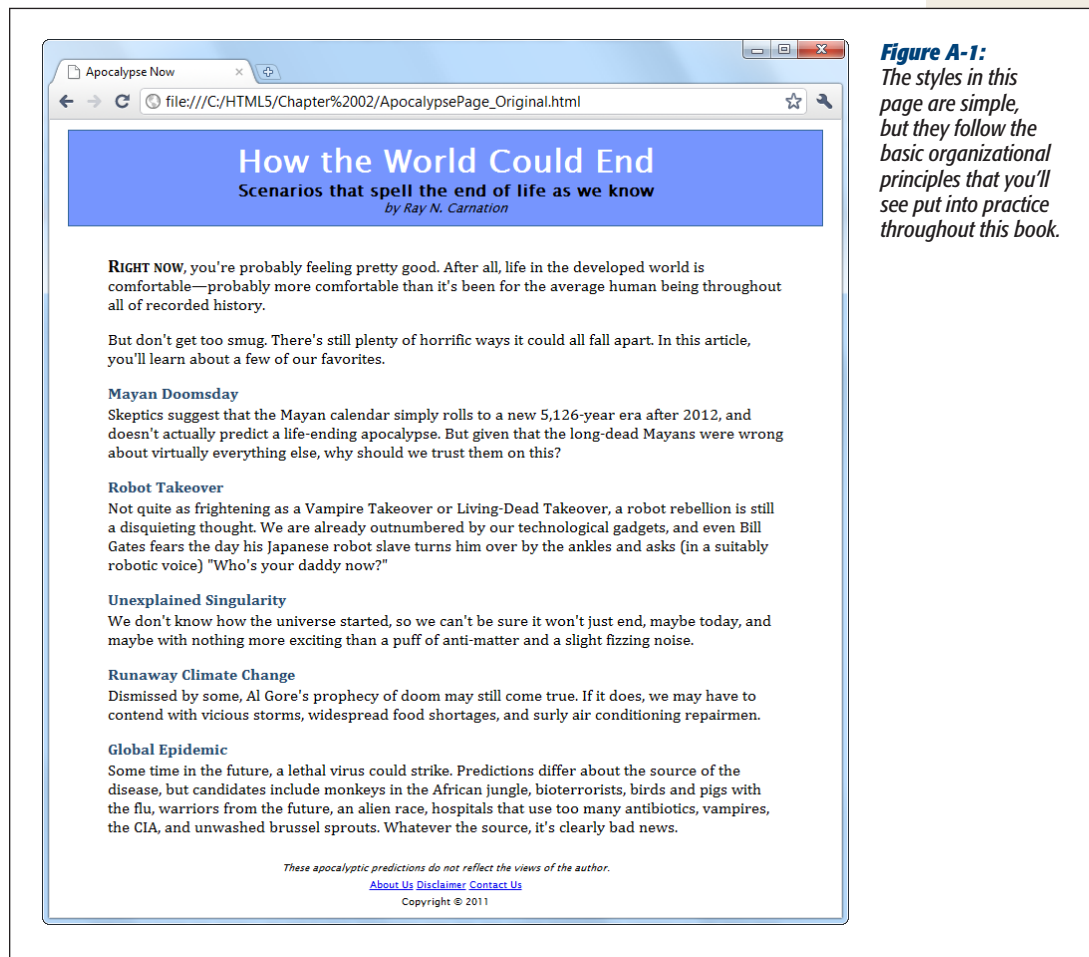 Apocalypse Now
file:///C:/HTML5/Chapter%2002/ApocalypsePage_Original.html
How the World Could End
Scenarios that spell the end of life as we know
by Ray N. Carnation
RIGHT NOW, you're probably feeling pretty good. After all, life in the developed world is
comfortable—probably more comfortable than it's been for the average human being throughout
all of recorded history.
But don't get too smug. There's still plenty of horrific ways it could all fall apart. In this article,
you'll learn about a few of our favorites.
Mayan Doomsday
Skeptics suggest that the Mayan calendar simply rolls to a new 5,126-year era after 2012, and
doesn't actually predict a life-ending apocalypse. But given that the long-dead Mayans were wrong
about virtually everything else, why should we trust them on this?
Robot Takeover
Not quite as frightening as a Vampire Takeover or Living-Dead Takeover, a robot rebellion is still
a disquieting thought. We are already outnumbered by our technological gadgets, and even Bill
Gates fears the day his Japanese robot slave turns him over by the ankles and asks (in a suitably
robotic voice) "Who's your daddy now?"
Unexplained Singularity
We don't know how the universe started, so we can't be sure it won't just end, maybe today, and
maybe with nothing more exciting than a puff of anti-matter and a slight fizzing noise.
Runaway Climate Change
Dismissed by some, Al Gore's prophecy of doom may still come true. If it does, we may have to
contend with vicious storms, widespread food shortages, and surly air conditioning repairmen.
Global Epidemic
Some time in the future, a lethal virus could strike. Predictions differ about the source of the
disease, but candidates include monkeys in the African jungle, bioterrorists, birds and pigs with
the flu, warriors from the future, an alien race, hospitals that use too many antibiotics, vampires,
the CIA, and unwashed brussel sprouts. Whatever the source, it's clearly bad news.
These apocalyptic predictions do not reflect the views of the author.
About Us Disclaimer Contact Us
Copyright © 2011
Figure A-1:
The styles in this
page are simple,
but they follow the
basic organizational
principles that you'll
see put into practice
throughout this book.